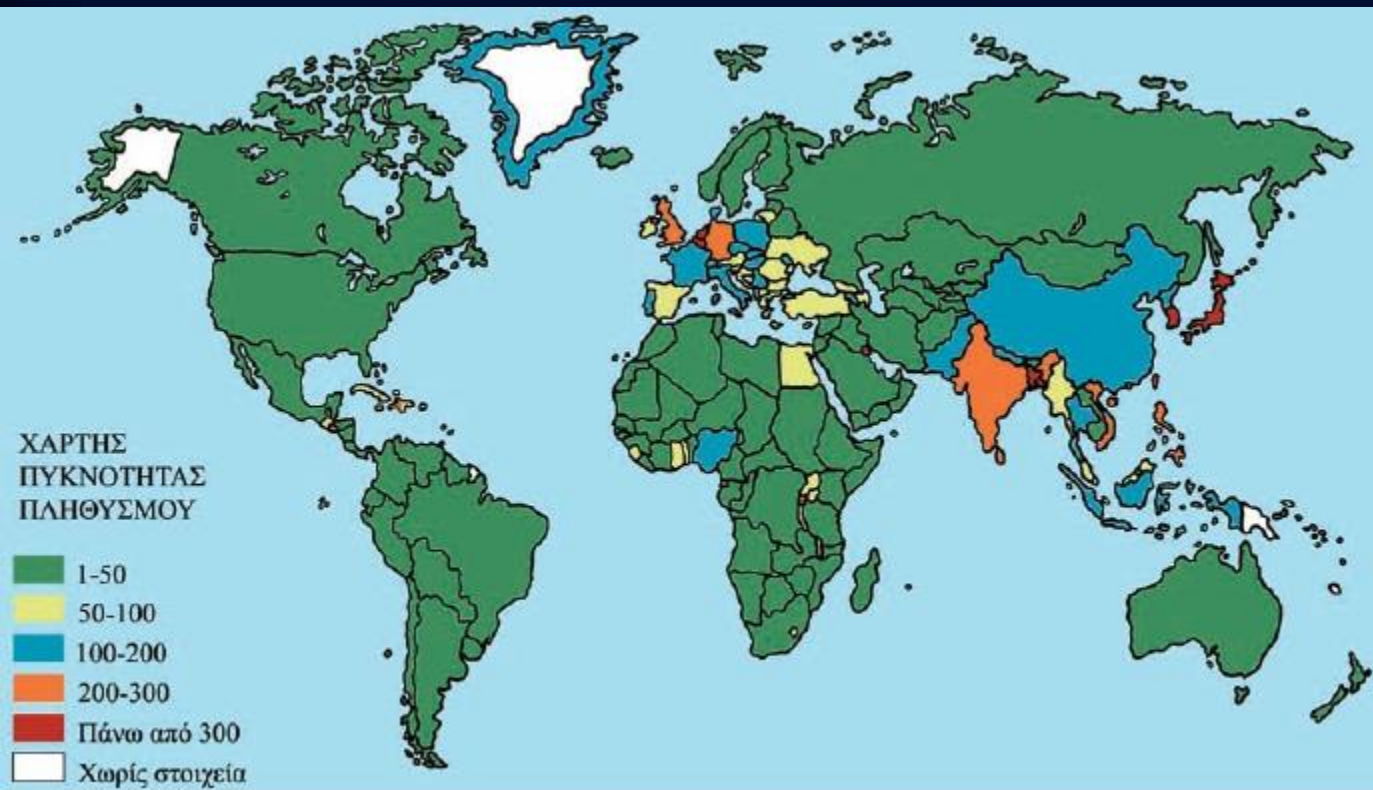 ΧΑΡΤΗΣ
ΠΥΚΝΟΤΗΤΑΣ
ΠΛΗΘΥΣΜΟΥ
1-50
50-100
100-200
200-300
Πάνω από 300
Χωρίς στοιχεία